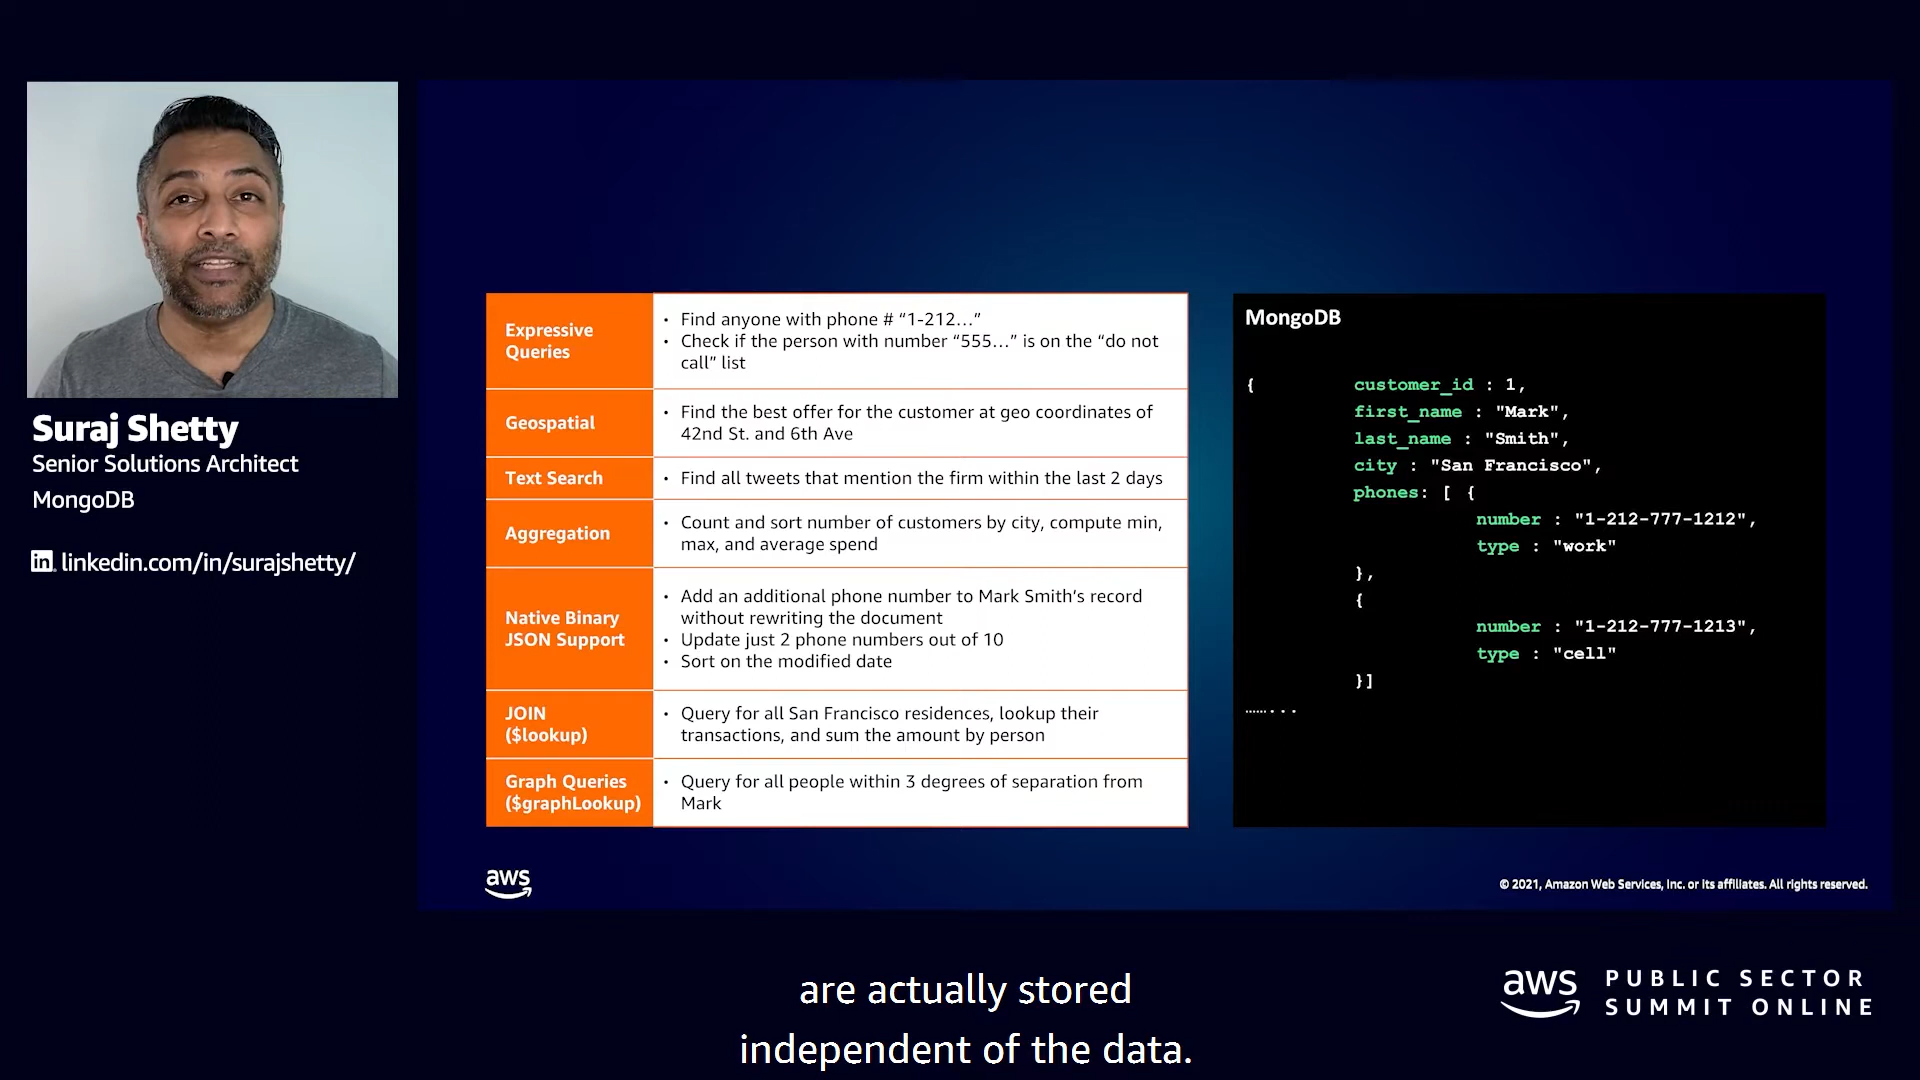 Suraj Shetty
Senior Solutions Architect
MongoDB
in linkedin.com/in/surajshetty/
Expressive
Queries
• Find anyone with phone # “1-212…”
• Check if the person with number “555…” is on the “do not
call” list
Geospatial
• Find the best offer for the customer at geo coordinates of
42nd St. and 6th Ave
Text Search
• Find all tweets that mention the firm within the last 2 days
Aggregation
• Count and sort number of customers by city, compute min,
max, and average spend
Native Binary
JSON Support
• Add an additional phone number to Mark Smith’s record
without rewriting the document
• Update just 2 phone numbers out of 10
• Sort on the modified date
JOIN
($lookup)
• Query for all San Francisco residences, lookup their
transactions, and sum the amount by person
Graph Queries
($graphLookup)
• Query for all people within 3 degrees of separation from
Mark
MongoDB
{ customer_id : 1,
first_name : "Mark",
last_name : "Smith",
city : "San Francisco",
phones: [ {
number : "1-212-777-1212",
type : "work"
},
{
number : "1-212-777-1213",
type : "cell"
}]
……...
aws
© 2021, Amazon Web Services, Inc. or its affiliates. All rights reserved.
are actually stored
independent of the data.
aws PUBLIC SECTOR
SUMMIT ONLINE